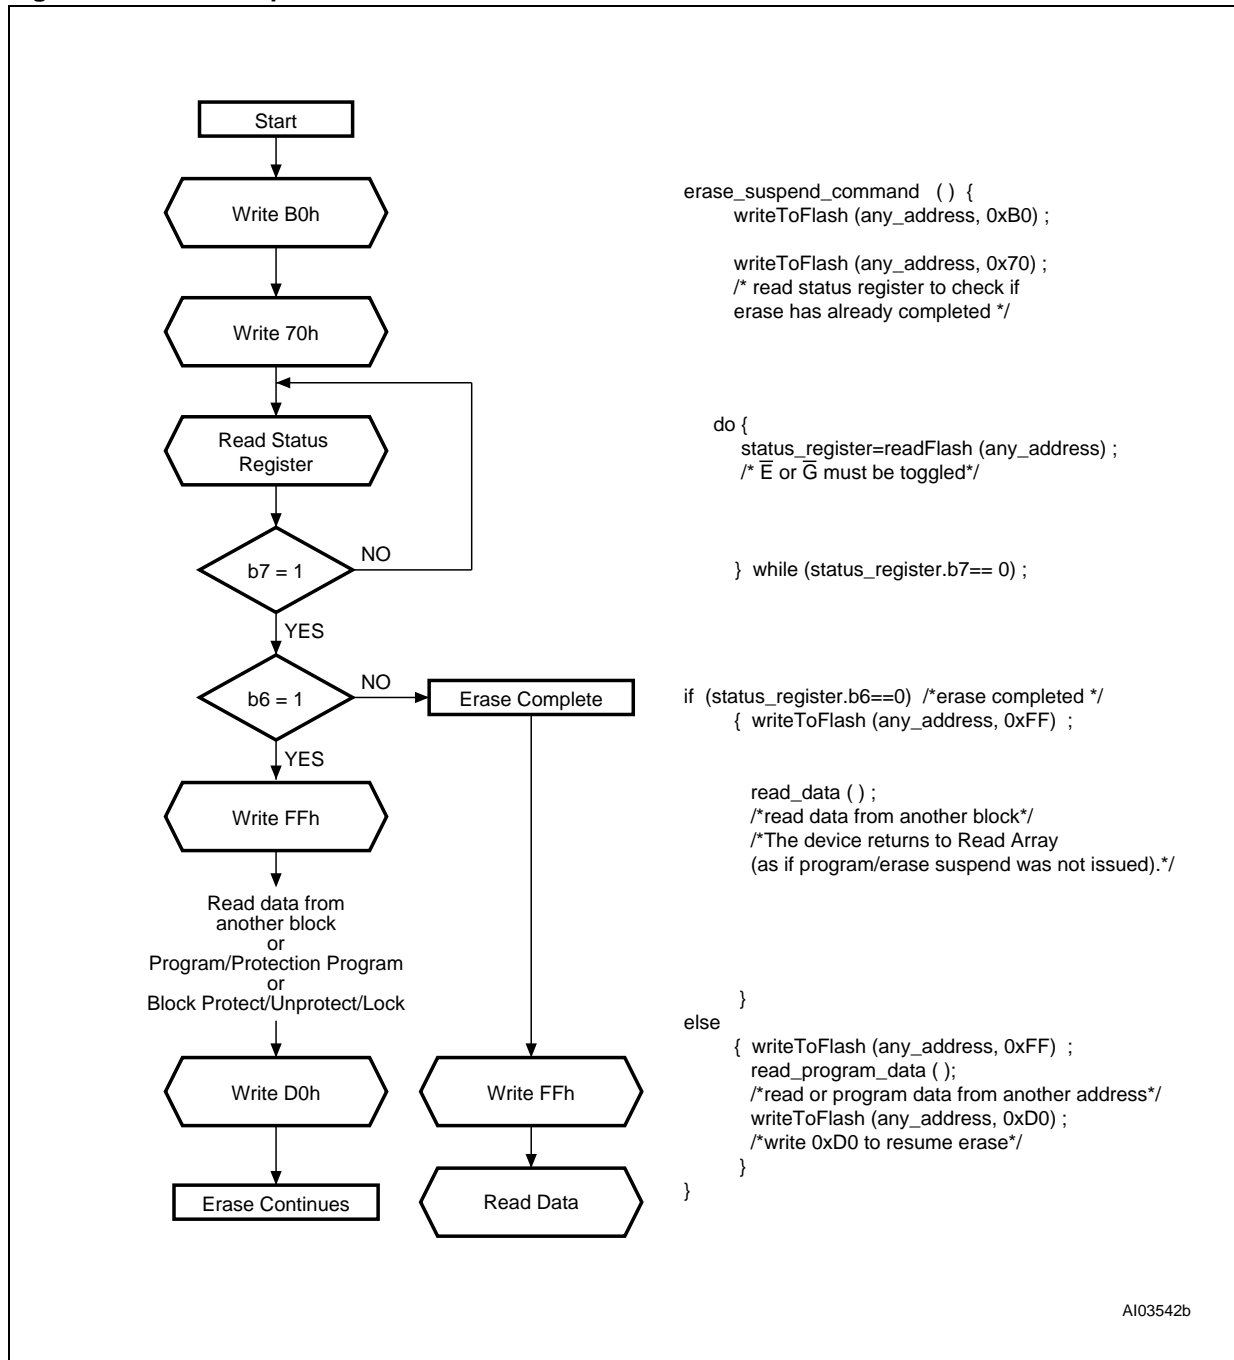 Start
Write B0h
Write 70h
Read Status
Register
b7 = 1
NO
YES
b6 = 1
NO
Erase Complete
YES
Write FFh
Read data from
another block
or
Program/Protection Program
or
Block Protect/Unprotect/Lock
Write D0h
Write FFh
Erase Continues
Read Data
erase_suspend_command ( ) {
writeToFlash (any_address, 0xB0) ;
writeToFlash (any_address, 0x70) ;
/* read status register to check if
erase has already completed */
do {
status_register=readFlash (any_address) ;
/* E̅ or G̅ must be toggled*/
} while (status_register.b7== 0) ;
if (status_register.b6==0) /*erase completed */
{ writeToFlash (any_address, 0xFF) ;
read_data ( ) ;
/*read data from another block*/
/*The device returns to Read Array
(as if program/erase suspend was not issued).*/
}
else
{ writeToFlash (any_address, 0xFF) ;
read_program_data ( );
/*read or program data from another address*/
writeToFlash (any_address, 0xD0) ;
/*write 0xD0 to resume erase*/
}
}
AI03542b